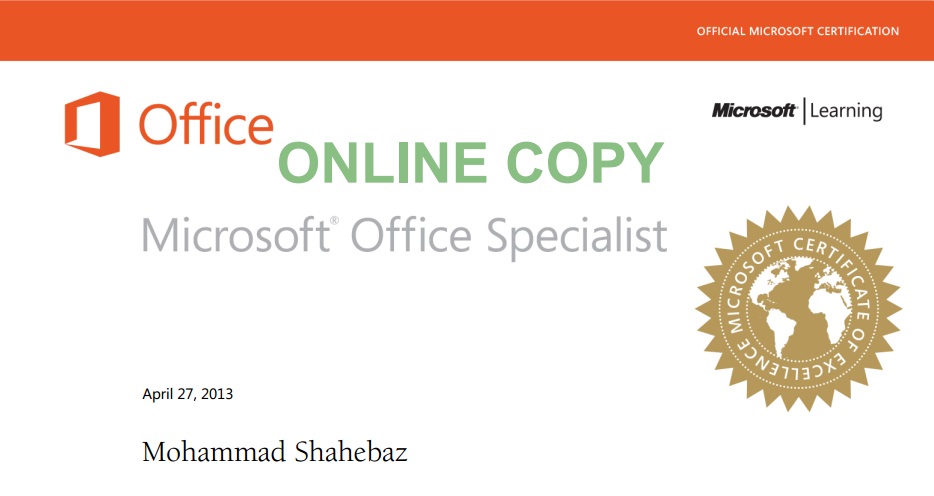 OFFICIAL MICROSOFT CERTIFICATION
Office
Microsoft | Learning
ONLINE COPY
Microsoft® Office Specialist
MICROSOFT CERTIFICATE OF EXCELLENCE
April 27, 2013
Mohammad Shahebaz